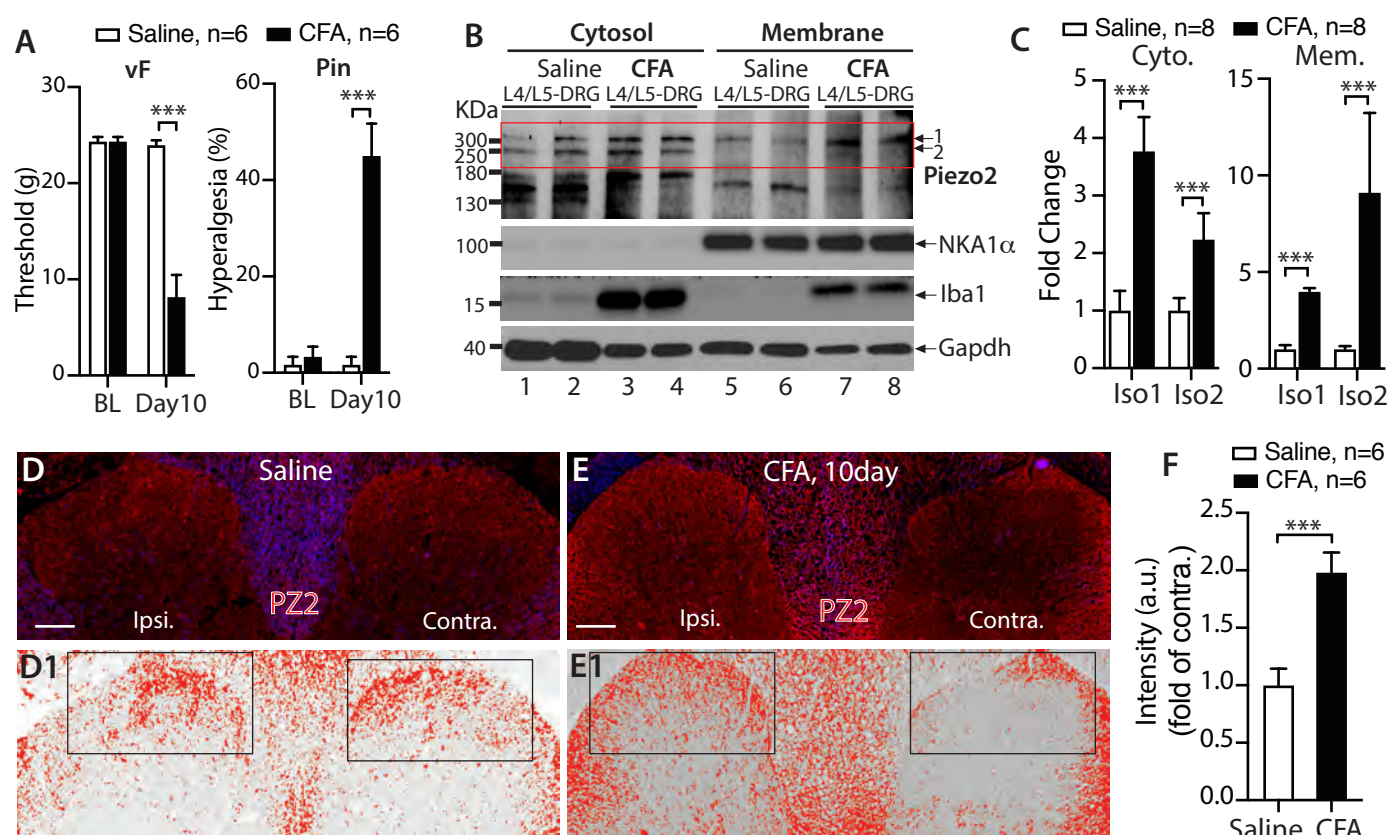 A
Saline, n=6 CFA, n=6
vF
Pin
Threshold (g)
30
20
10
0
***
BL Day10
Hyperalgesia (%)
60
40
20
0
***
BL Day10
B
Cytosol Membrane
Saline CFA Saline CFA
L4/L5-DRG L4/L5-DRG L4/L5-DRG L4/L5-DRG
KDa
300
250
180
130
1
2
Piezo2
100
NKA1α
15
Iba1
40
Gapdh
1 2 3 4 5 6 7 8
C
Saline, n=8 CFA, n=8
Cyto. Mem.
Fold Change
5
4
3
2
1
0
***
***
Iso1 Iso2
15
10
5
0
***
***
Iso1 Iso2
D
Saline
PZ2
Ipsi. Contra.
E
CFA, 10day
PZ2
Ipsi. Contra.
D1
E1
F
Saline, n=6
CFA, n=6
Intensity (a.u.)
(fold of contra.)
2.5
2.0
1.5
1.0
0.5
0.0
***
Saline CFA